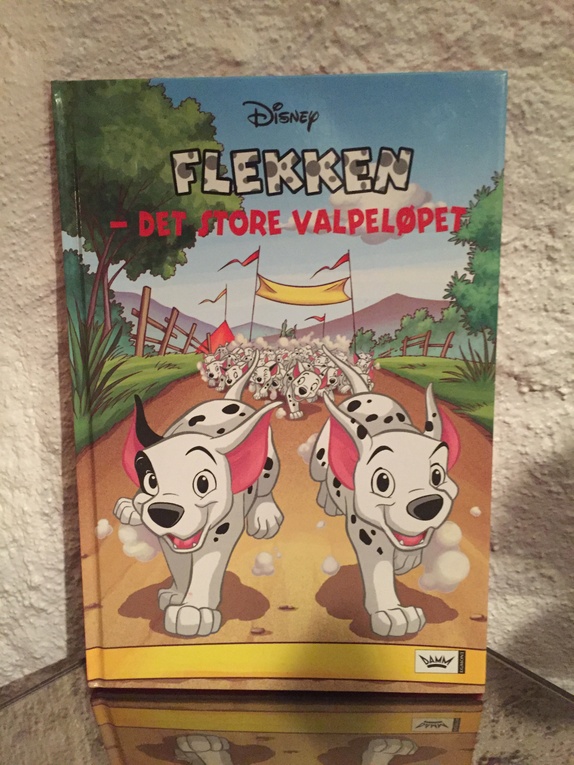 Disney
FLEKKEN
- DET STORE VALPELØPET
DAMM